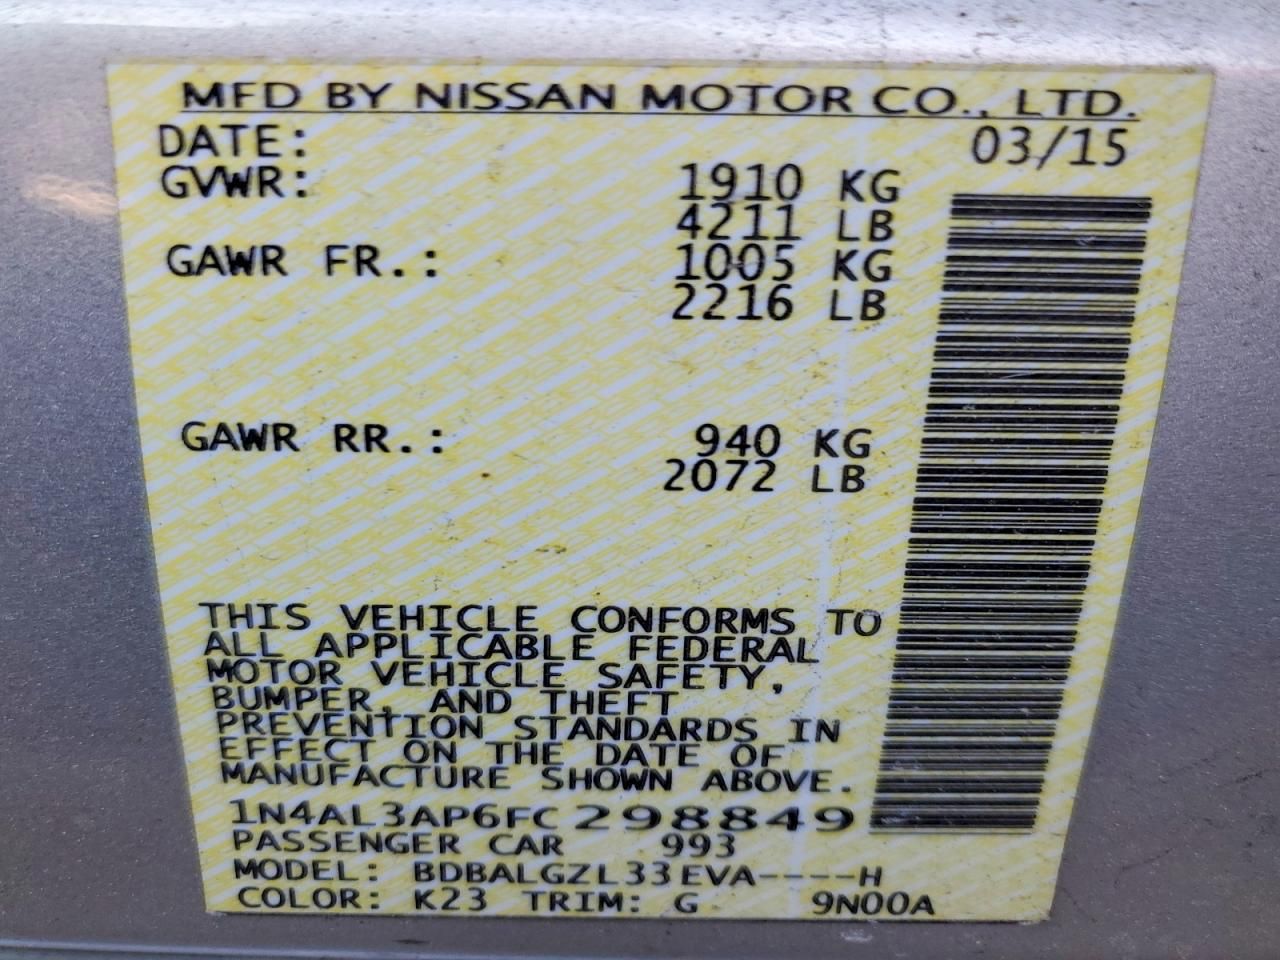 MFD BY NISSAN MOTOR CO., LTD.
DATE: 03/15
GVWR: 1910 KG
4211 LB
GAWR FR.: 1005 KG
2216 LB
GAWR RR.: 940 KG
2072 LB
THIS VEHICLE CONFORMS TO
ALL APPLICABLE FEDERAL
MOTOR VEHICLE SAFETY,
BUMPER, AND THEFT
PREVENTION STANDARDS IN
EFFECT ON THE DATE OF
MANUFACTURE SHOWN ABOVE.
1N4AL3AP6FC298849
PASSENGER CAR 993
MODEL: BDBALGZL33EVA----H
COLOR: K23 TRIM: G 9N00A